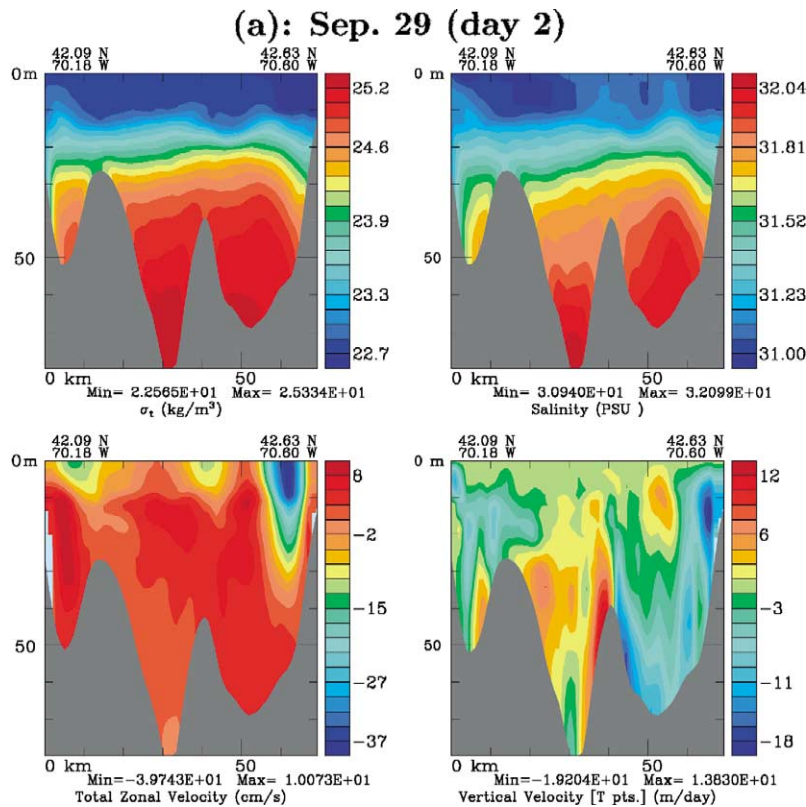 (a): Sep. 29 (day 2)
42.09 N 42.63 N
70.18 W 70.60 W
0m
50
25.2
24.6
23.9
23.3
22.7
0 km 50
Min= 2.2565E+01 Max= 2.5334E+01
σt (kg/m³)
42.09 N 42.63 N
70.18 W 70.60 W
0m
50
32.04
31.81
31.52
31.23
31.00
0 km 50
Min= 3.0940E+01 Max= 3.2099E+01
Salinity (PSU )
42.09 N 42.63 N
70.18 W 70.60 W
0m
50
8
-2
-15
-27
-37
0 km 50
Min=-3.9743E+01 Max= 1.0073E+01
Total Zonal Velocity (cm/s)
42.09 N 42.63 N
70.18 W 70.60 W
0m
50
12
6
-3
-11
-18
0 km 50
Min=-1.9204E+01 Max= 1.3830E+01
Vertical Velocity [T pts.] (m/day)